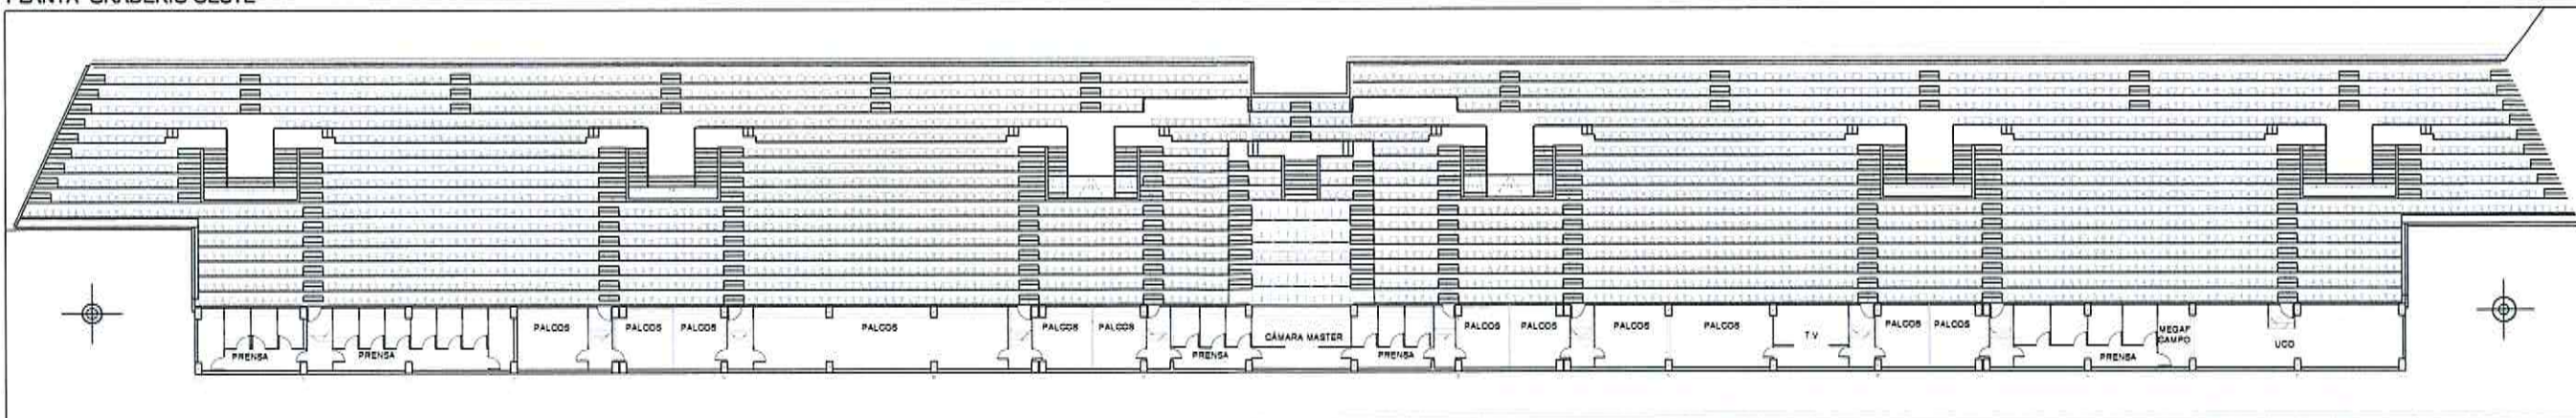 PLANTA GRADERIO OESTE
PRENSA
PRENSA
PALCOS
PALCOS
PALCOS
PALCOS
PALCOS
PALCOS
PRENSA
CÁMARA MASTER
PRENSA
PALCOS
PALCOS
PALCOS
PALCOS
T V
PALCOS
PALCOS
PRENSA
MEGAF
CAMPO
UCO